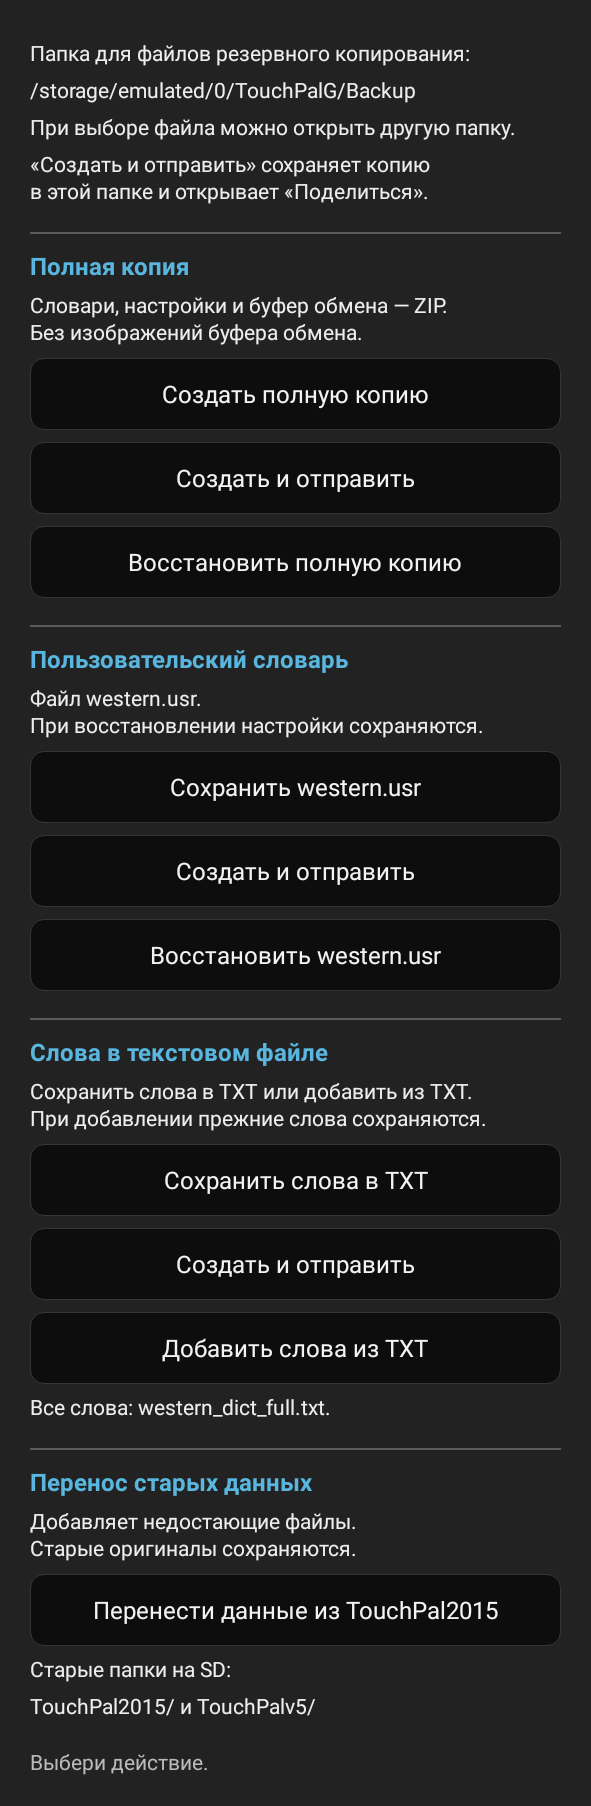 Папка для файлов резервного копирования:
/storage/emulated/0/TouchPalG/Backup
При выборе файла можно открыть другую папку.
«Создать и отправить» сохраняет копию
в этой папке и открывает «Поделиться».
Полная копия
Словари, настройки и буфер обмена — ZIP.
Без изображений буфера обмена.
Создать полную копию
Создать и отправить
Восстановить полную копию
Пользовательский словарь
Файл western.usr.
При восстановлении настройки сохраняются.
Сохранить western.usr
Создать и отправить
Восстановить western.usr
Слова в текстовом файле
Сохранить слова в TXT или добавить из TXT.
При добавлении прежние слова сохраняются.
Сохранить слова в TXT
Создать и отправить
Добавить слова из TXT
Все слова: western_dict_full.txt.
Перенос старых данных
Добавляет недостающие файлы.
Старые оригиналы сохраняются.
Перенести данные из TouchPal2015
Старые папки на SD:
TouchPal2015/ и TouchPalv5/
Выбери действие.